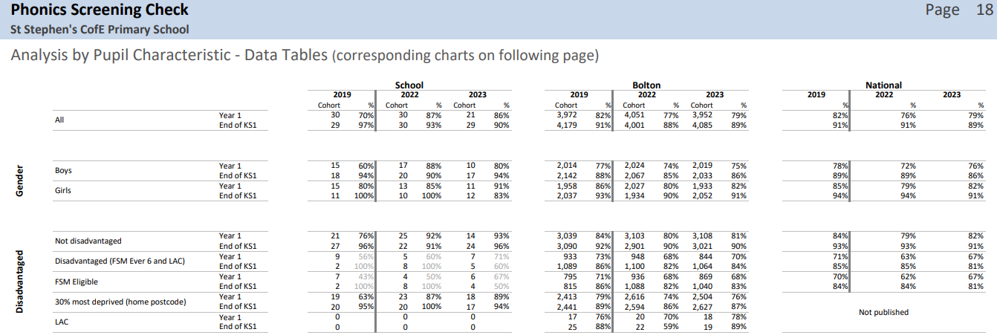 Phonics Screening Check Page 18
St Stephen's CofE Primary School
Analysis by Pupil Characteristic - Data Tables (corresponding charts on following page)
School Bolton National
2019 2022 2023 2019 2022 2023 2019 2022 2023
Cohort % Cohort % Cohort % Cohort % Cohort % Cohort % % % %
All Year 1 30 70% 30 87% 21 86% 3,972 82% 4,051 77% 3,952 79% 82% 76% 79%
End of KS1 29 97% 30 93% 29 90% 4,179 91% 4,001 88% 4,085 89% 91% 91% 89%
Gender
Boys Year 1 15 60% 17 88% 10 80% 2,014 77% 2,024 74% 2,019 75% 78% 72% 76%
End of KS1 18 94% 20 90% 17 94% 2,142 88% 2,067 85% 2,033 86% 89% 89% 86%
Girls Year 1 15 80% 13 85% 11 91% 1,958 86% 2,027 80% 1,933 82% 85% 79% 82%
End of KS1 11 100% 10 100% 12 83% 2,037 93% 1,934 90% 2,052 91% 94% 94% 91%
Disadvantaged
Not disadvantaged Year 1 21 76% 25 92% 14 93% 3,039 84% 3,103 80% 3,108 81% 84% 79% 82%
End of KS1 27 96% 22 91% 24 96% 3,090 92% 2,901 90% 3,021 90% 93% 93% 91%
Disadvantaged (FSM Ever 6 and LAC) Year 1 9 56% 5 60% 7 71% 933 73% 948 68% 844 70% 71% 63% 67%
End of KS1 2 100% 8 100% 5 60% 1,089 86% 1,100 82% 1,064 84% 85% 85% 81%
FSM Eligible Year 1 7 43% 4 50% 6 67% 795 71% 936 68% 869 68% 70% 62% 67%
End of KS1 2 100% 8 100% 4 50% 815 86% 1,088 82% 1,040 83% 84% 84% 81%
30% most deprived (home postcode) Year 1 19 63% 23 87% 18 89% 2,413 79% 2,616 74% 2,504 76%
End of KS1 20 95% 20 100% 17 94% 2,441 89% 2,594 86% 2,627 87%
Not published
LAC Year 1 0 0 0 17 76% 20 70% 18 78%
End of KS1 0 0 0 25 88% 22 59% 19 89%